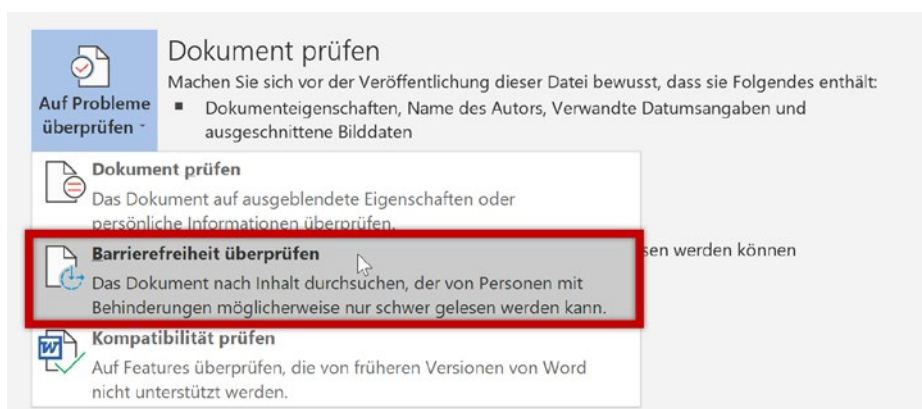 Dokument prüfen
Machen Sie sich vor der Veröffentlichung dieser Datei bewusst, dass sie Folgendes enthält:
Auf Probleme
überprüfen
▪ Dokumenteigenschaften, Name des Autors, Verwandte Datumsangaben und
ausgeschnittene Bilddaten
Dokument prüfen
Das Dokument auf ausgeblendete Eigenschaften oder
persönliche Informationen überprüfen.
Barrierefreiheit überprüfen
sen werden können
Das Dokument nach Inhalt durchsuchen, der von Personen mit
Behinderungen möglicherweise nur schwer gelesen werden kann.
Kompatibilität prüfen
Auf Features überprüfen, die von früheren Versionen von Word
nicht unterstützt werden.